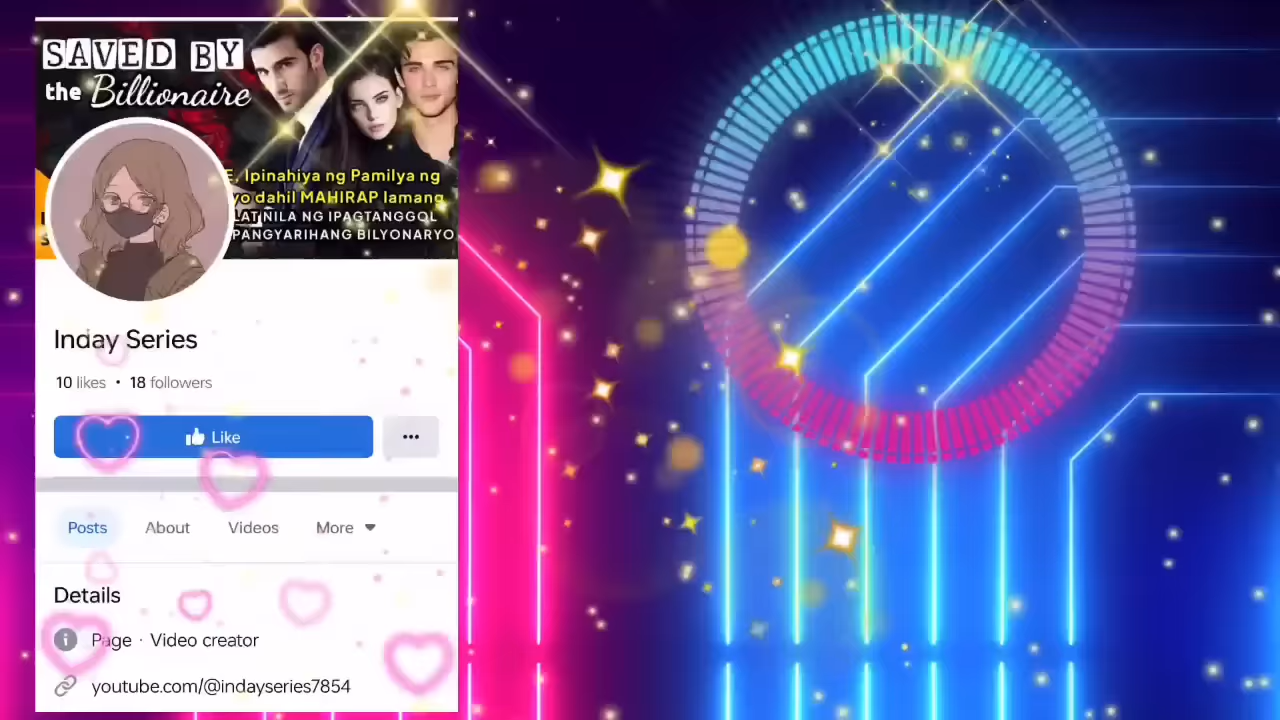 SAVED BY
the Billionaire
E, Ipinahiya ng Pamilya ng
yo dahil MAHIRAP lamang
NILA NG IPAGTANGGOL
PANGYARIHANG BILYONARYO
Inday Series
10 likes • 18 followers
Like
Posts About Videos More
Details
Page · Video creator
youtube.com/@indayseries7854